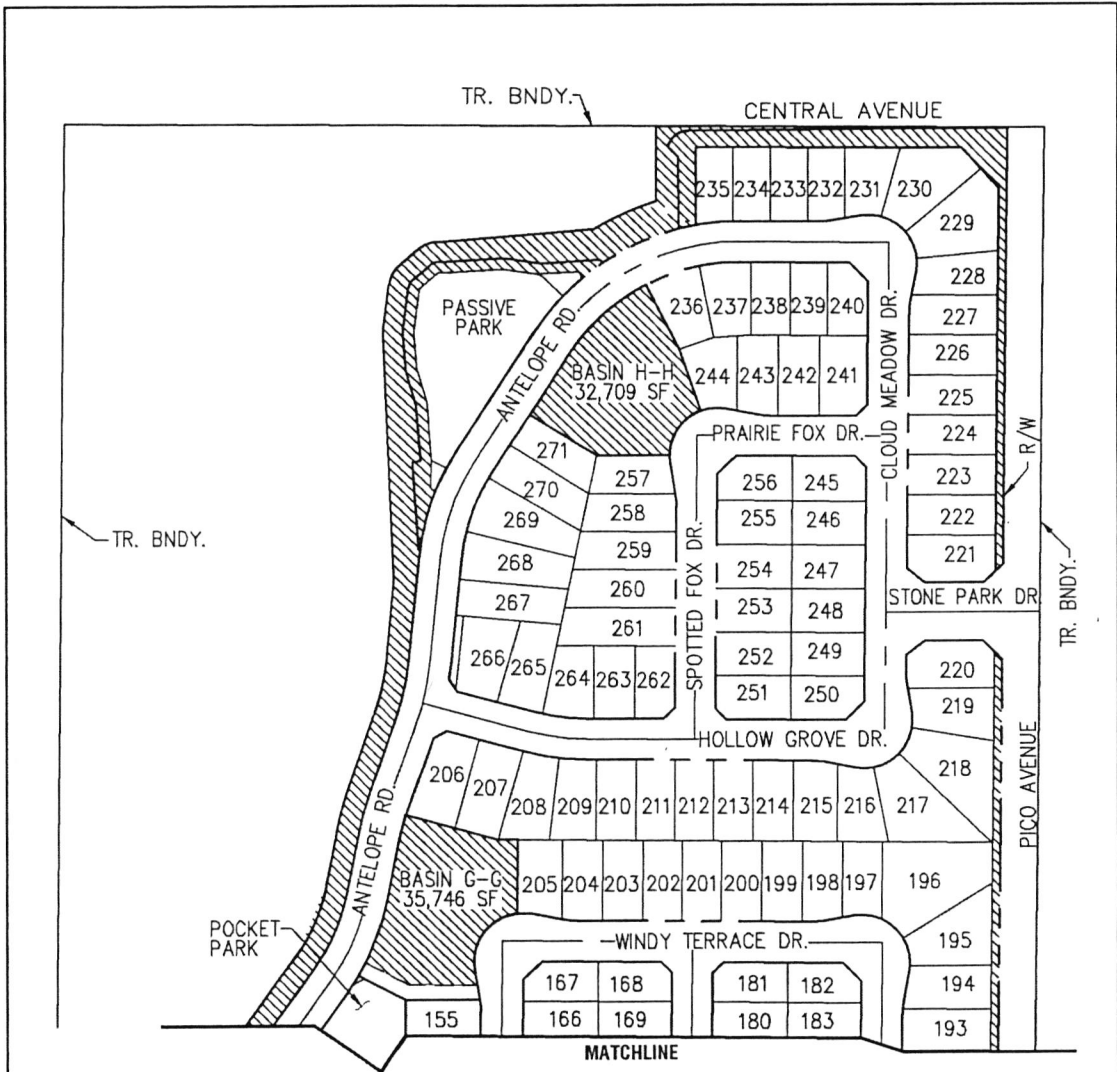 TR. BNDY.
CENTRAL AVENUE
235 234 233 232 231 230
229
228
227
226
225
224
223
222
221
PASSIVE
PARK
ANTELOPE RD.
236 237 238 239 240
BASIN H-H
32,709 SF
244 243 242 241
CLOUD MEADOW DR.
R/W
PRAIRIE FOX DR.
271
270
269
268
267
266 265
257
258
259
260
261
264 263 262
SPOTTED FOX DR.
256 245
255 246
254 247
253 248
252 249
251 250
TR. BNDY.
STONE PARK DR.
TR. BNDY.
220
219
218
HOLLOW GROVE DR.
PICO AVENUE
206 207 208 209 210 211 212 213 214 215 216 217
ANTELOPE RD.
BASIN G-G
35,746 SF
205 204 203 202 201 200 199 198 197 196
195
194
193
POCKET
PARK
WINDY TERRACE DR.
167 168
166 169
181 182
180 183
155
MATCHLINE